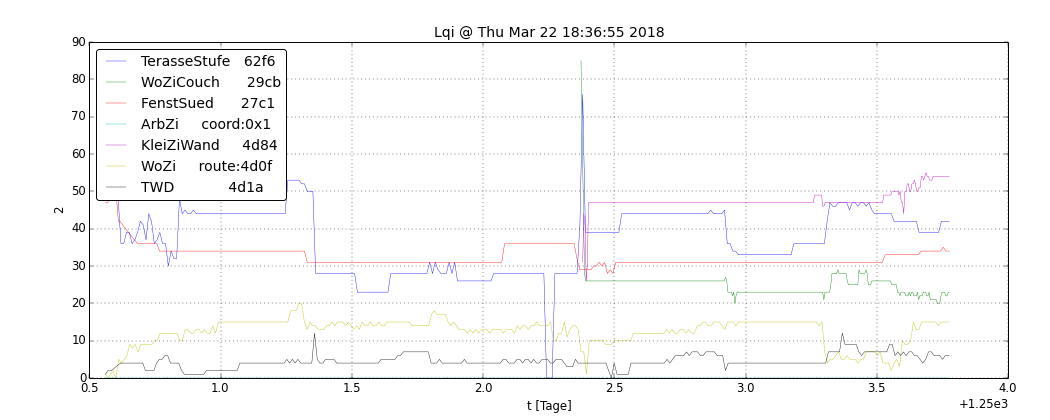 Lqi @ Thu Mar 22 18:36:55 2018
90
80
70
60
50
40
30
20
10
0
2
TerasseStufe 62f6
WoZiCouch 29cb
FenstSued 27c1
ArbZi coord:0x1
KleiZiWand 4d84
WoZi route:4d0f
TWD 4d1a
0.5 1.0 1.5 2.0 2.5 3.0 3.5 4.0
t [Tage] +1.25e3